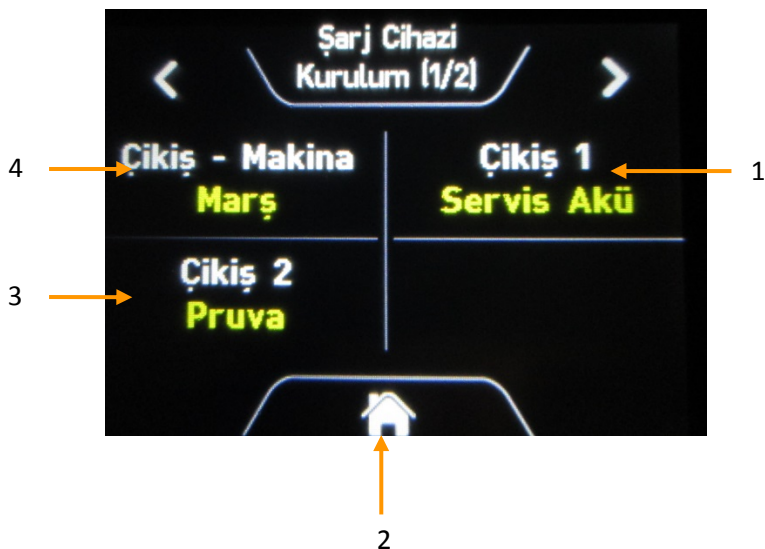 Şarj Cihazi
Kurulum (1/2)
4
Çikiş - Makina
Marş
Çikiş 1
Servis Akü
1
3
Çikiş 2
Pruva
2